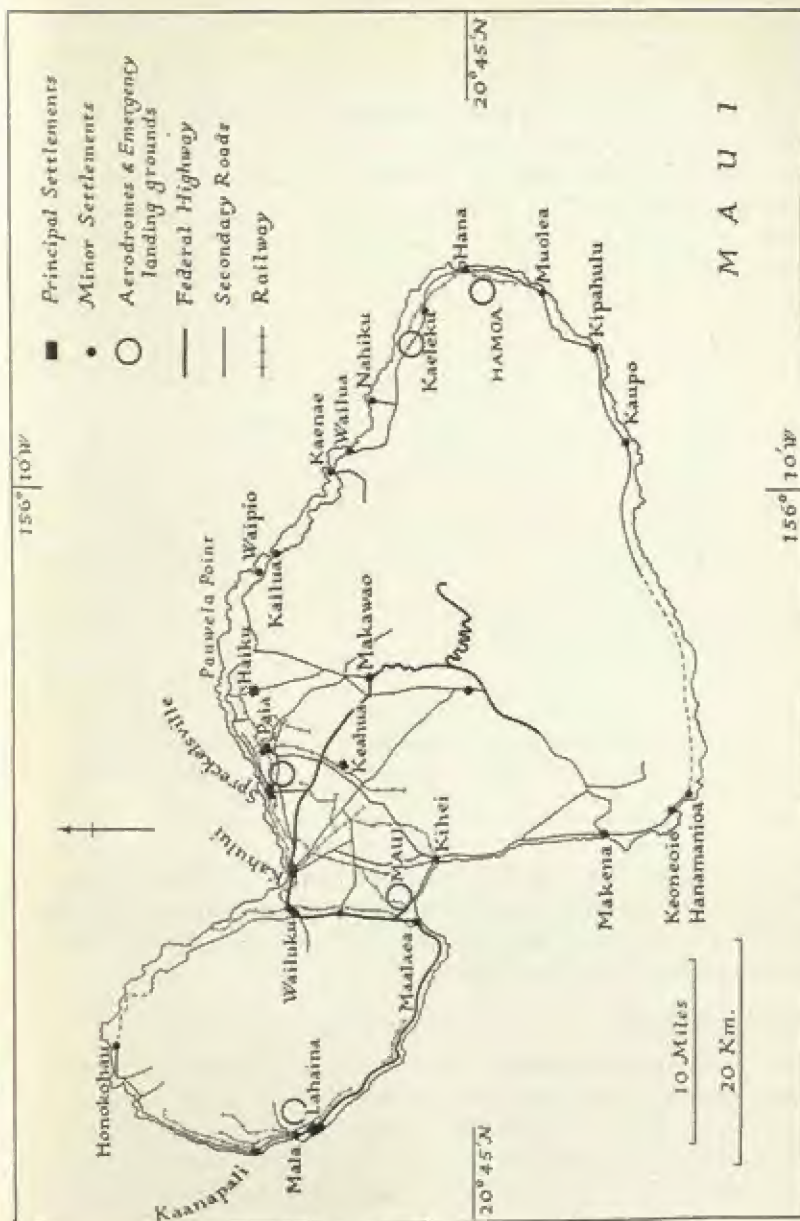 ■ Principal Settlements
● Minor Settlements
Aerodromes & Emergency
landing grounds
Federal Highway
Secondary Roads
Railway
156° 10'W
20° 45'N
Honokohau
Kaanapali
Mala
Lahaina
Wailuku
Kahului
Spreckelsville
Paia
Haiku
Pauwela Point
Waipio
Kailua
Kaenae
Wailua
Nahiku
Kaeleku
Hana
HAMOA
Muolea
Kipahulu
Kaupo
Makawao
Keahua
MAUI
Maalaea
Kihei
Makena
Keoneoio
Hanamanioa
10 Miles
20 Km.
20° 45'N
156° 10'W
MAUI